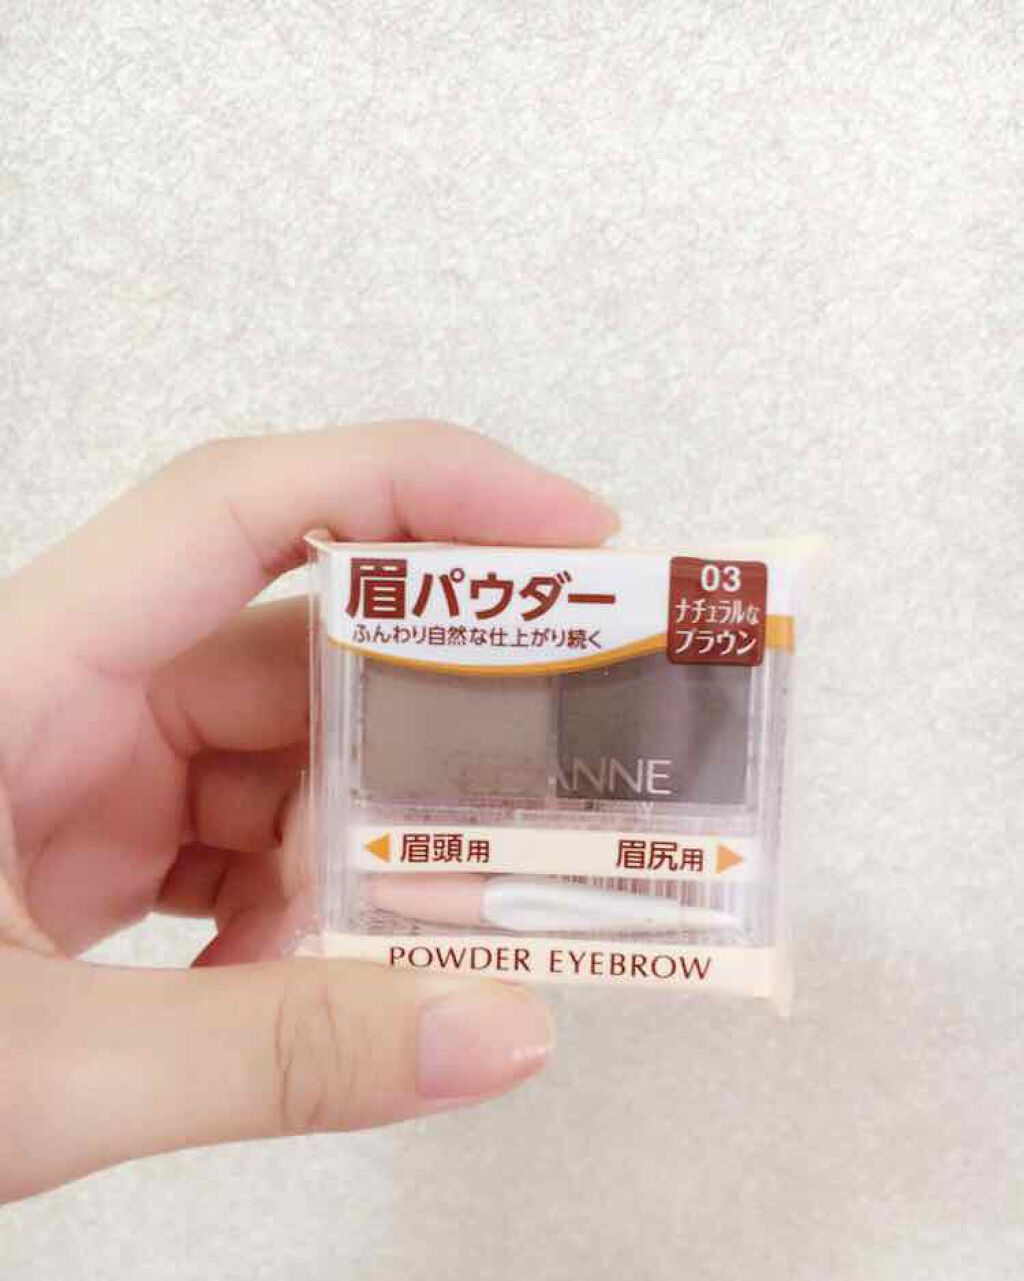 眉パウダー
ふんわり自然な仕上がり続く
03
ナチュラルな
ブラウン
ANNE
眉頭用
眉尻用
POWDER EYEBROW